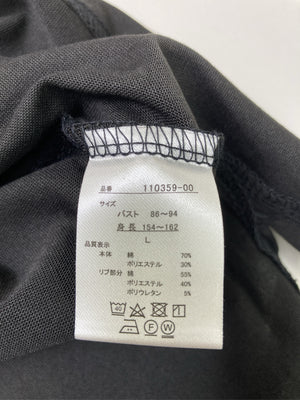 品番 110359-00
サイズ
バスト 86～94
身長 154～162
L
品質表示
本体 綿 70%
ポリエステル 30%
リブ部分 綿 55%
ポリエステル 40%
ポリウレタン 5%
40
F W